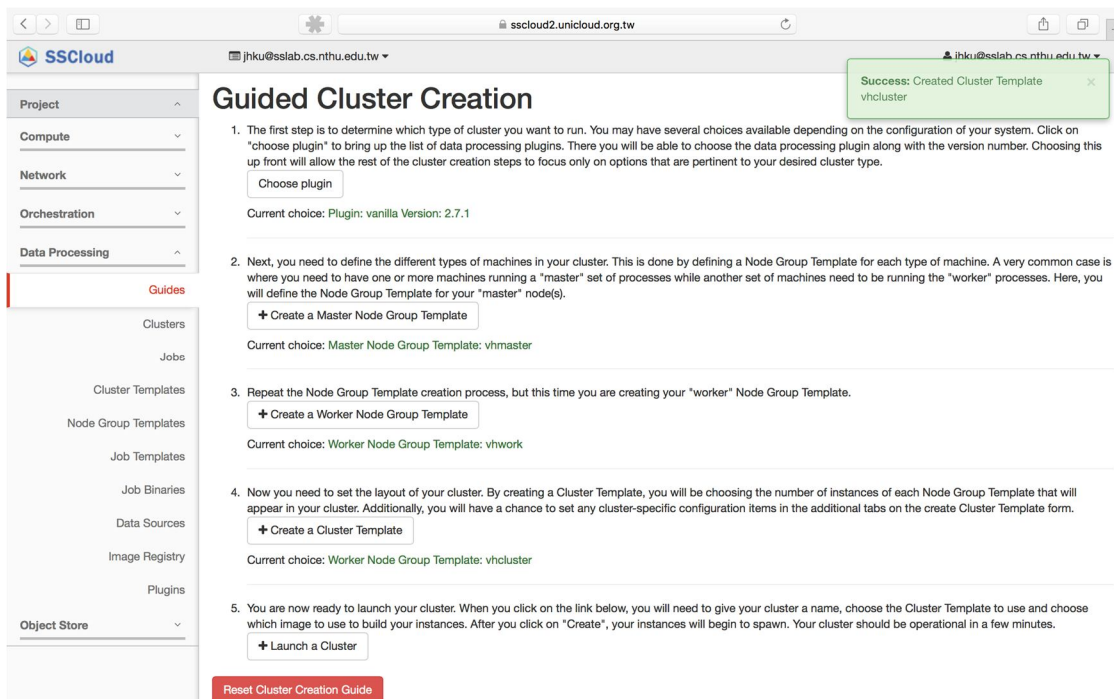 sscloud2.unicloud.org.tw
SSCloud
jhku@sslab.cs.nthu.edu.tw
jhku@sslab.cs.nthu.edu.tw
Success: Created Cluster Template
vhcluster
Project
Compute
Network
Orchestration
Data Processing
Guides
Clusters
Jobs
Cluster Templates
Node Group Templates
Job Templates
Job Binaries
Data Sources
Image Registry
Plugins
Object Store
Guided Cluster Creation
1. The first step is to determine which type of cluster you want to run. You may have several choices available depending on the configuration of your system. Click on
"choose plugin" to bring up the list of data processing plugins. There you will be able to choose the data processing plugin along with the version number. Choosing this
up front will allow the rest of the cluster creation steps to focus only on options that are pertinent to your desired cluster type.
Choose plugin
Current choice: Plugin: vanilla Version: 2.7.1
2. Next, you need to define the different types of machines in your cluster. This is done by defining a Node Group Template for each type of machine. A very common case is
where you need to have one or more machines running a "master" set of processes while another set of machines need to be running the "worker" processes. Here, you
will define the Node Group Template for your "master" node(s).
+ Create a Master Node Group Template
Current choice: Master Node Group Template: vhmaster
3. Repeat the Node Group Template creation process, but this time you are creating your "worker" Node Group Template.
+ Create a Worker Node Group Template
Current choice: Worker Node Group Template: vhwork
4. Now you need to set the layout of your cluster. By creating a Cluster Template, you will be choosing the number of instances of each Node Group Template that will
appear in your cluster. Additionally, you will have a chance to set any cluster-specific configuration items in the additional tabs on the create Cluster Template form.
+ Create a Cluster Template
Current choice: Worker Node Group Template: vhcluster
5. You are now ready to launch your cluster. When you click on the link below, you will need to give your cluster a name, choose the Cluster Template to use and choose
which image to use to build your instances. After you click on "Create", your instances will begin to spawn. Your cluster should be operational in a few minutes.
+ Launch a Cluster
Reset Cluster Creation Guide